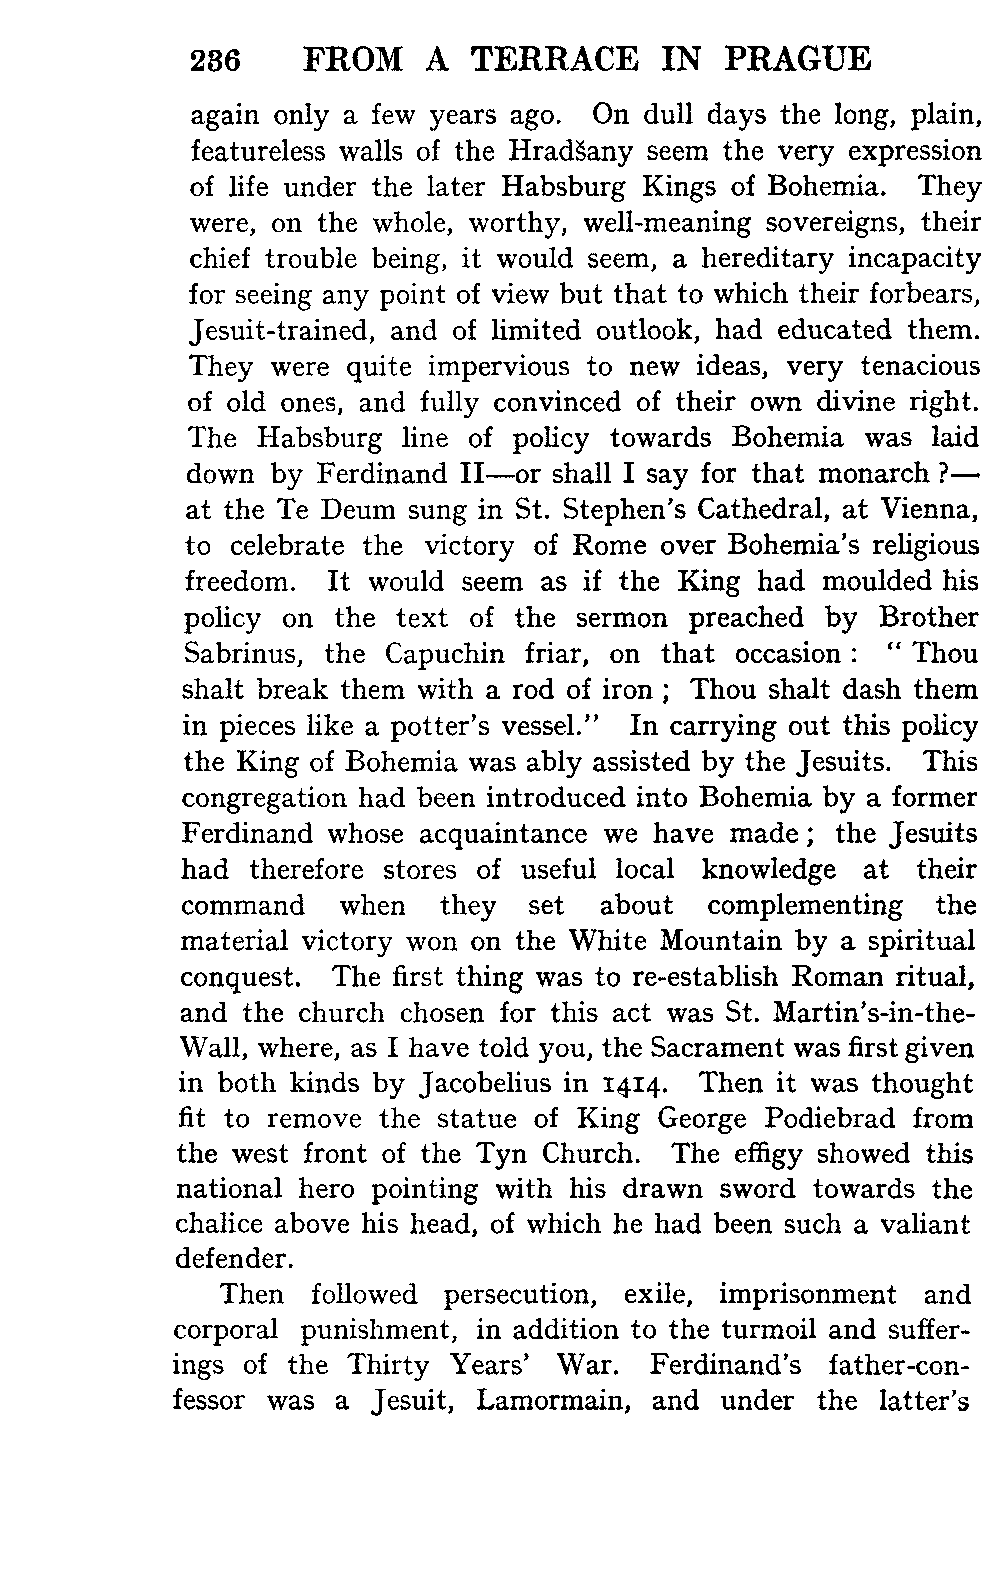 236 FROM A TERRACE IN PRAGUE
again only a few years ago. On dull days the long, plain,
featureless walls of the Hradšany seem the very expression
of life under the later Habsburg Kings of Bohemia. They
were, on the whole, worthy, well-meaning sovereigns, their
chief trouble being, it would seem, a hereditary incapacity
for seeing any point of view but that to which their forbears,
Jesuit-trained, and of limited outlook, had educated them.
They were quite impervious to new ideas, very tenacious
of old ones, and fully convinced of their own divine right.
The Habsburg line of policy towards Bohemia was laid
down by Ferdinand II—or shall I say for that monarch ?—
at the Te Deum sung in St. Stephen's Cathedral, at Vienna,
to celebrate the victory of Rome over Bohemia's religious
freedom. It would seem as if the King had moulded his
policy on the text of the sermon preached by Brother
Sabrinus, the Capuchin friar, on that occasion : “ Thou
shalt break them with a rod of iron ; Thou shalt dash them
in pieces like a potter's vessel.” In carrying out this policy
the King of Bohemia was ably assisted by the Jesuits. This
congregation had been introduced into Bohemia by a former
Ferdinand whose acquaintance we have made ; the Jesuits
had therefore stores of useful local knowledge at their
command when they set about complementing the
material victory won on the White Mountain by a spiritual
conquest. The first thing was to re-establish Roman ritual,
and the church chosen for this act was St. Martin's-in-the-
Wall, where, as I have told you, the Sacrament was first given
in both kinds by Jacobelius in 1414. Then it was thought
fit to remove the statue of King George Podiebrad from
the west front of the Tyn Church. The effigy showed this
national hero pointing with his drawn sword towards the
chalice above his head, of which he had been such a valiant
defender.
Then followed persecution, exile, imprisonment and
corporal punishment, in addition to the turmoil and suffer-
ings of the Thirty Years' War. Ferdinand's father-con-
fessor was a Jesuit, Lamormain, and under the latter's